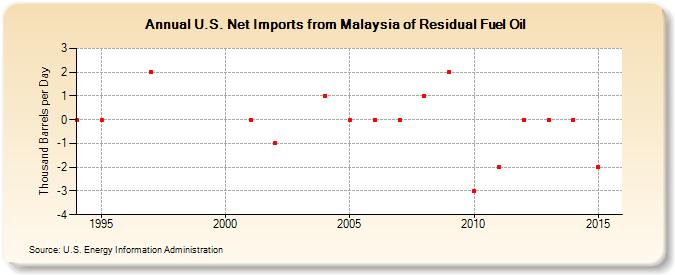 Annual U.S. Net Imports from Malaysia of Residual Fuel Oil
Thousand Barrels per Day
3
2
1
0
-1
-2
-3
-4
1995 2000 2005 2010 2015
Source: U.S. Energy Information Administration